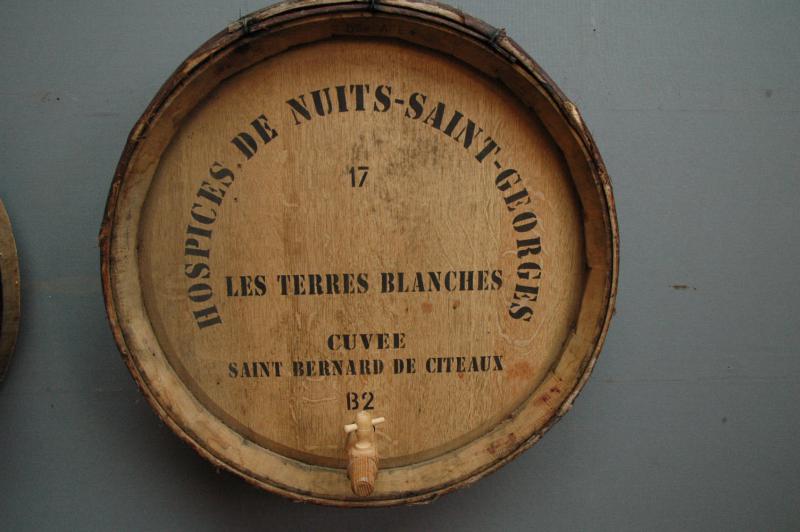 HOSPICES DE NUITS-SAINT-GEORGES
17
LES TERRES BLANCHES
CUVEE
SAINT BERNARD DE CITEAUX
B2